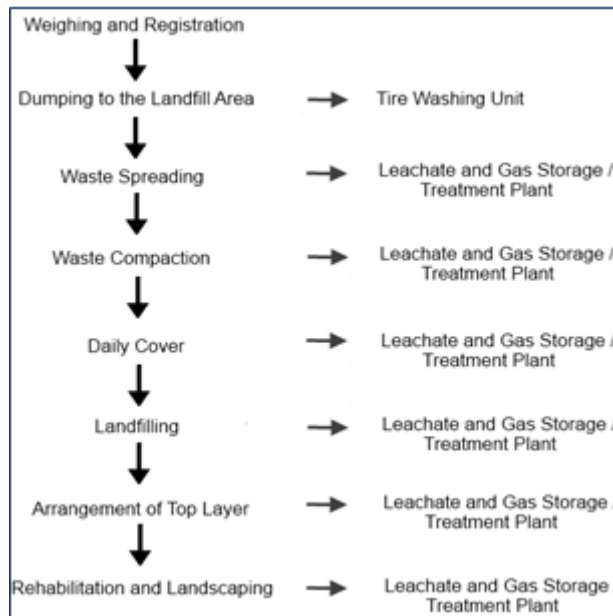 Weighing and Registration
Dumping to the Landfill Area
Tire Washing Unit
Waste Spreading
Leachate and Gas Storage /
Treatment Plant
Waste Compaction
Leachate and Gas Storage /
Treatment Plant
Daily Cover
Leachate and Gas Storage /
Treatment Plant
Landfilling
Leachate and Gas Storage /
Treatment Plant
Arrangement of Top Layer
Leachate and Gas Storage /
Treatment Plant
Rehabilitation and Landscaping
Leachate and Gas Storage /
Treatment Plant